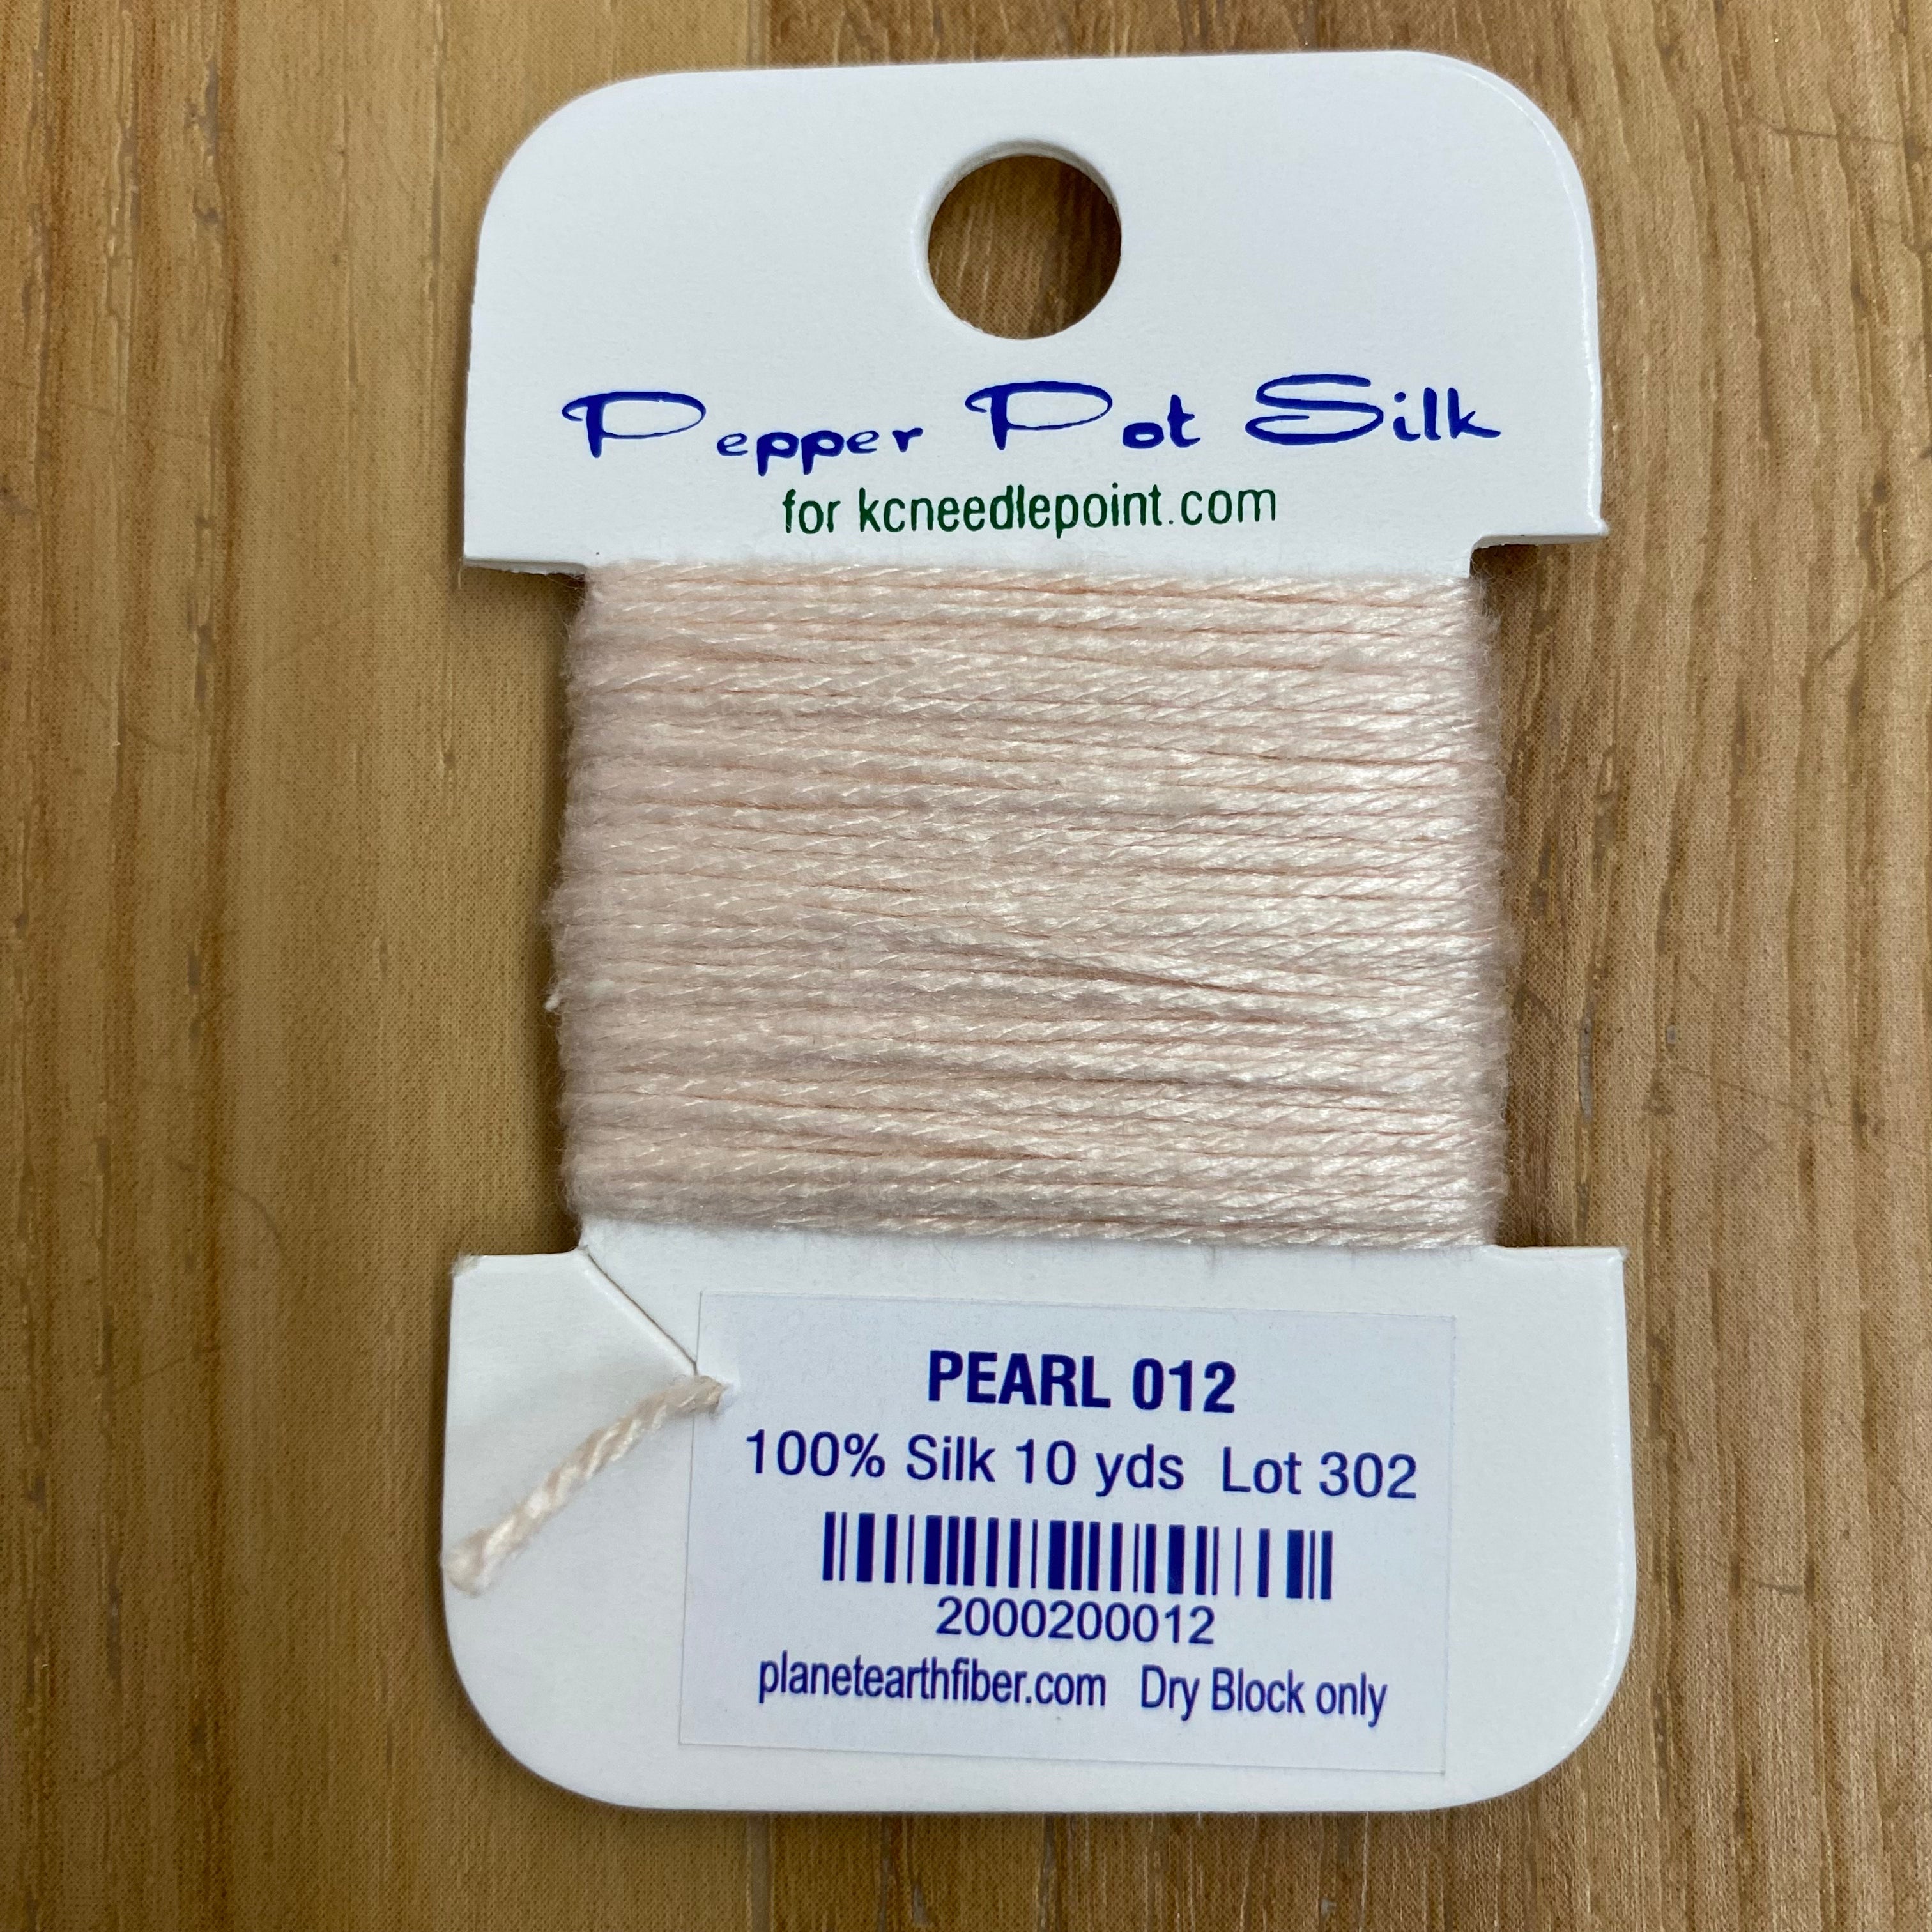 Pepper Pot Silk
for kcneedlepoint.com
PEARL 012
100% Silk 10 yds Lot 302
2000200012
planetearthfiber.com Dry Block only